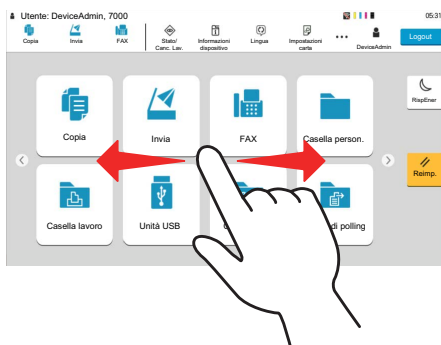 Utente: DeviceAdmin, 7000
05:31
Copia
Invia
FAX
Stato/
Canc. Lav.
Informazioni
dispositivo
Lingua
Impostazioni
carta
...
DeviceAdmin
Logout
RispEner
Copia
Invia
FAX
Casella person.
Reimp.
Casella lavoro
Unità USB
di polling